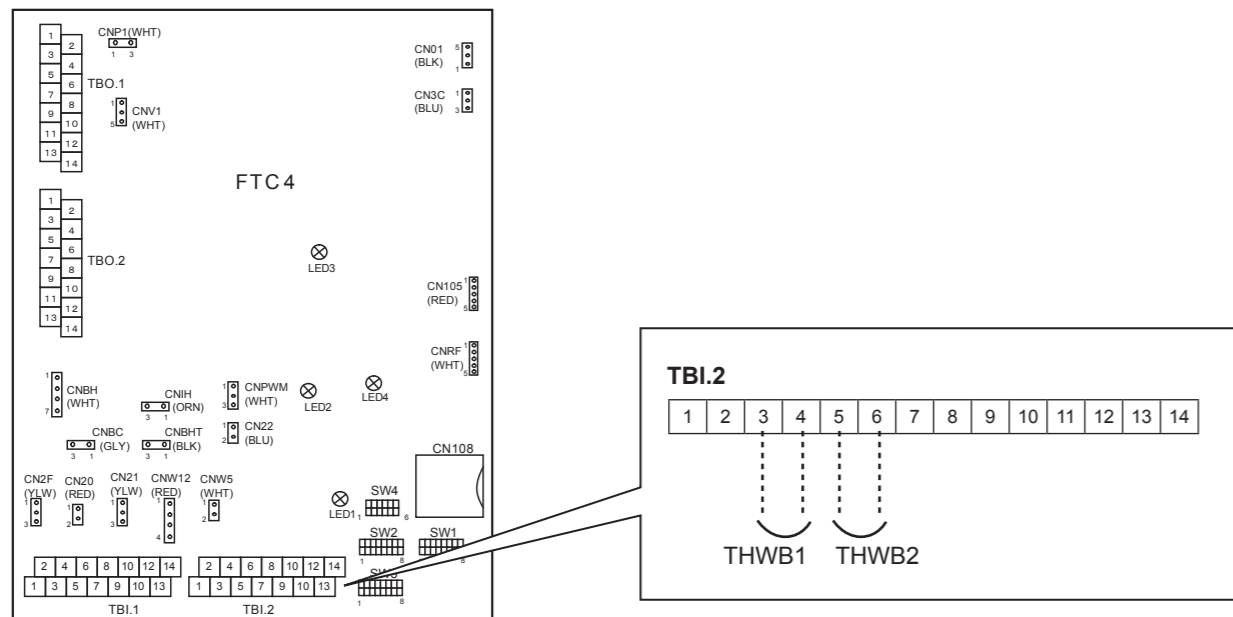 CNP1(WHT)
1 3
1
2
3
4
5
6
7
8
9
10
11
12
13
14
TBO.1
1
CNV1
5 (WHT)
CN01 5
(BLK)
1
CN3C 1
(BLU)
3
FTC4
1
2
3
4
5
6
7
8
9
10
11
12
13
14
TBO.2
LED3
CN105 1
(RED)
5
CNRF 1
(WHT)
5
1
CNBH
(WHT)
7
CNIH
(ORN)
3 1
1 CNPWM
(WHT)
3
LED2
LED4
CNBC
(GLY)
3 1
CNBHT
(BLK)
3 1
1 CN22
2 (BLU)
CN108
CN2F
(YLW)
1
3
CN20
(RED)
1
2
CN21
(YLW)
1
3
CNW12
(RED)
1
4
CNW5
(WHT)
1
2
LED1
SW4
1 6
SW2
1 8
SW1
8
1 8
2 4 6 8 10 12 14
1 3 5 7 9 10 13
TBI.1
2 4 6 8 10 12 14
1 3 5 7 9 10 13
TBI.2
TBI.2
1 2 3 4 5 6 7 8 9 10 11 12 13 14
THWB1 THWB2